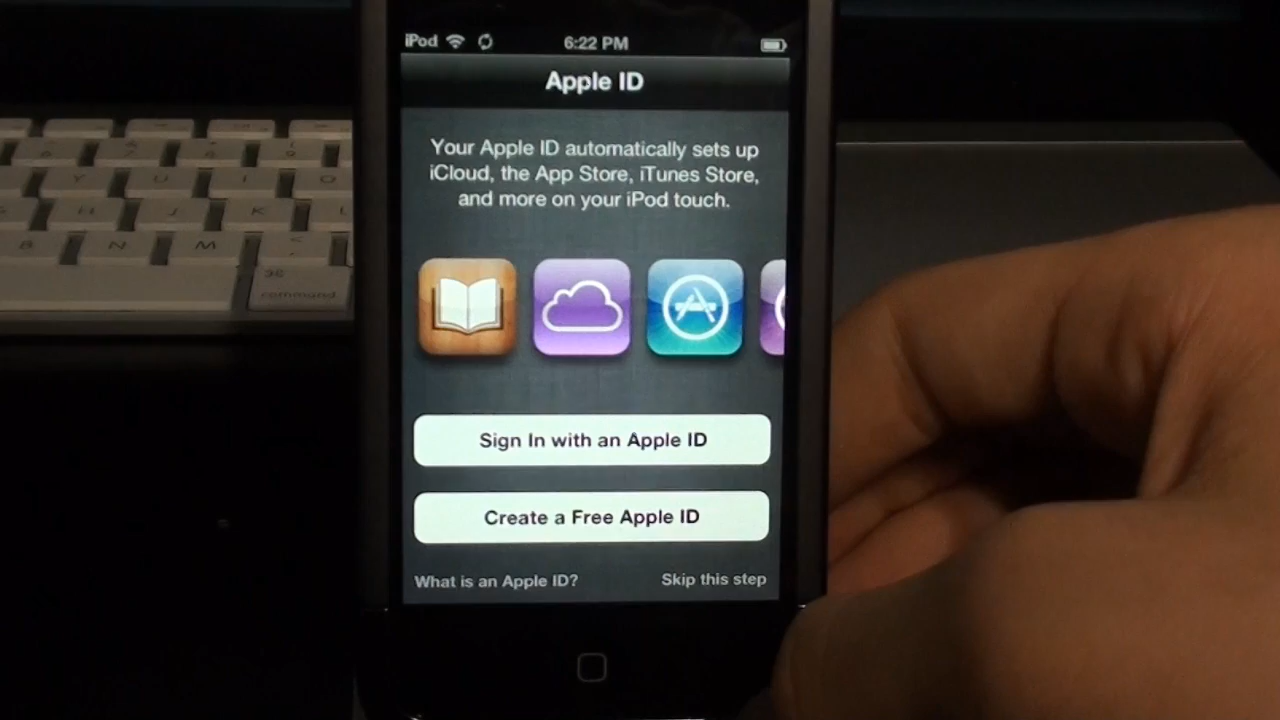 iPod 6:22 PM
Apple ID
Your Apple ID automatically sets up
iCloud, the App Store, iTunes Store,
and more on your iPod touch.
Sign In with an Apple ID
Create a Free Apple ID
What is an Apple ID? Skip this step
Y U I O
H J K L
B N M <
⌘
command